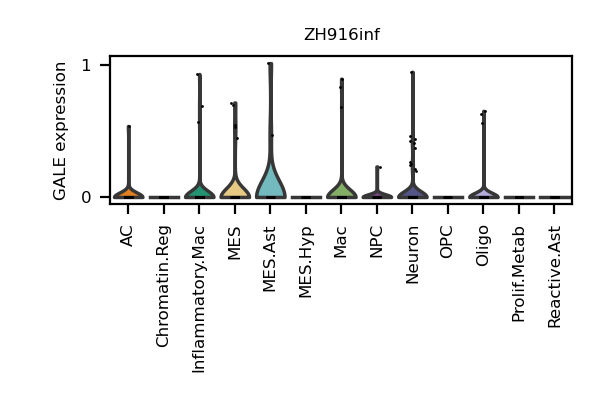 ZH916inf
GALE expression
1
0
AC
Chromatin.Reg
Inflammatory.Mac
MES
MES.Ast
MES.Hyp
Mac
NPC
Neuron
OPC
Oligo
Prolif.Metab
Reactive.Ast